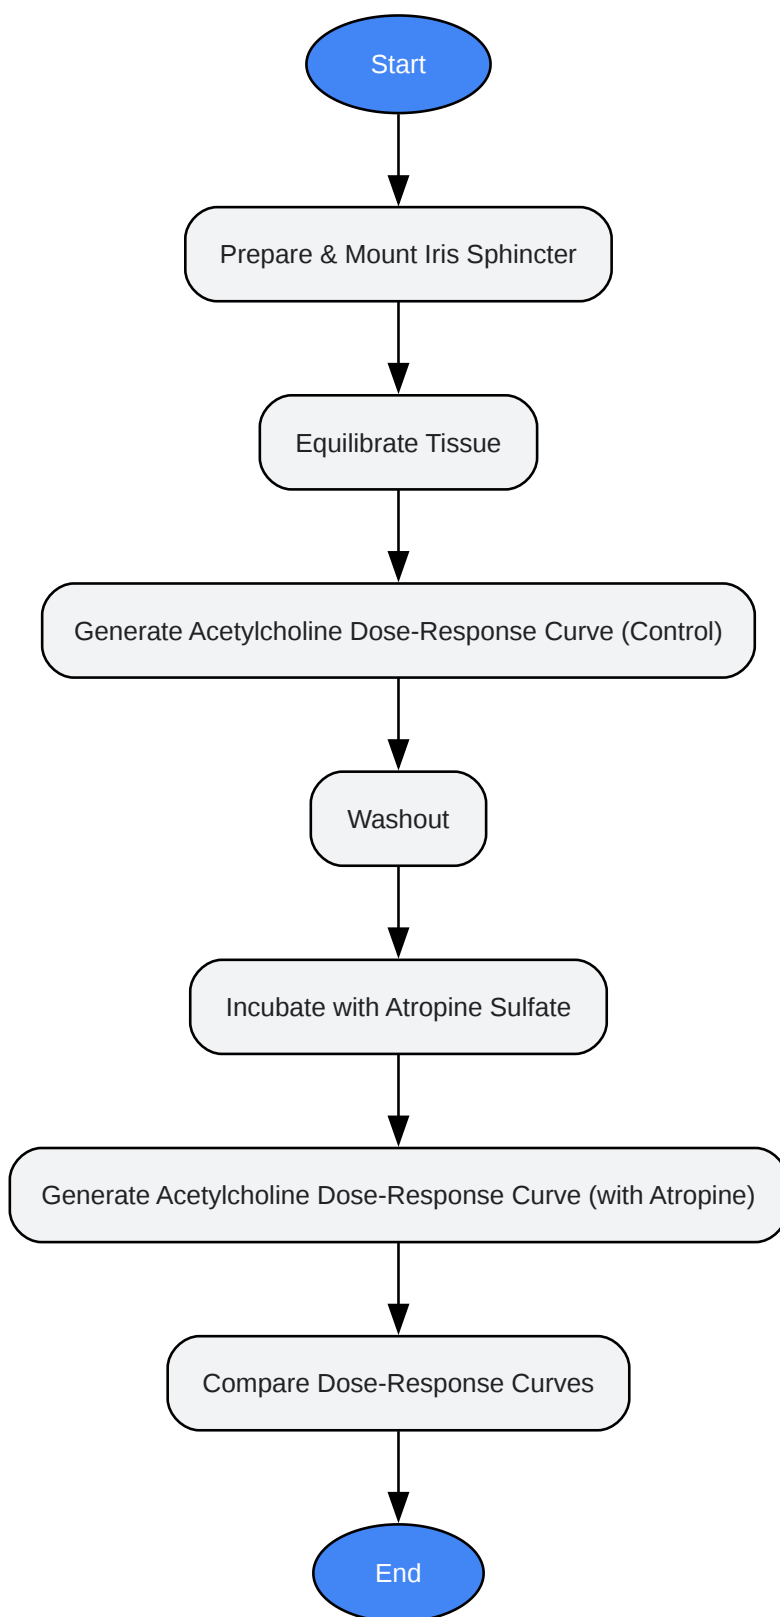 Start
Prepare & Mount Iris Sphincter
Equilibrate Tissue
Generate Acetylcholine Dose-Response Curve (Control)
Washout
Incubate with Atropine Sulfate
Generate Acetylcholine Dose-Response Curve (with Atropine)
Compare Dose-Response Curves
End